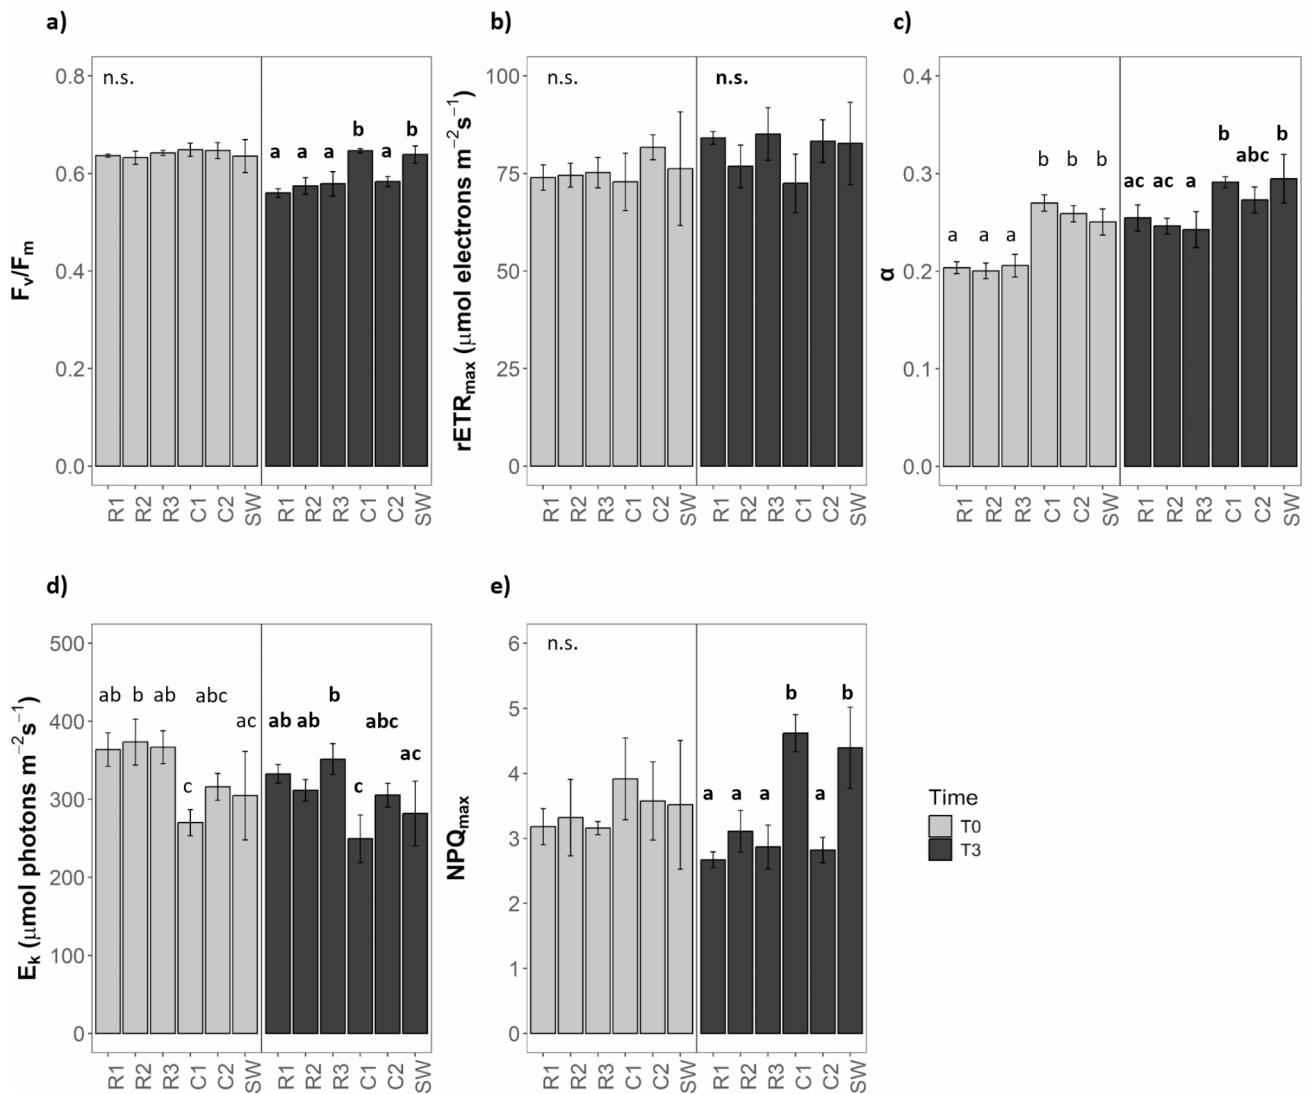 a)
n.s.
0.8
0.6
0.4
0.2
0.0
F_v/F_m
a a a b a b
R1 R2 R3 C1 C2 SW R1 R2 R3 C1 C2 SW
b)
n.s. n.s.
100
75
50
25
0
rETR_max (μmol electrons m⁻²s⁻¹)
R1 R2 R3 C1 C2 SW R1 R2 R3 C1 C2 SW
c)
0.4
0.3
0.2
0.1
0.0
α
a a a b b b ac ac a b abc b
R1 R2 R3 C1 C2 SW R1 R2 R3 C1 C2 SW
d)
500
400
300
200
100
0
E_k (μmol photons m⁻²s⁻¹)
ab b ab c abc ac ab ab b c abc ac
R1 R2 R3 C1 C2 SW R1 R2 R3 C1 C2 SW
e)
n.s.
6
5
4
3
2
1
0
NPQ_max
a a a b a b
R1 R2 R3 C1 C2 SW R1 R2 R3 C1 C2 SW
Time
T0
T3